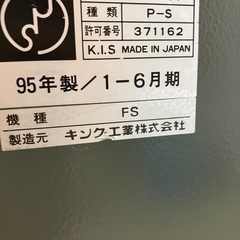 種類 P-S
許可番号 371162
K.I.S MADE IN JAPAN
95年製/1-6月期
機種 FS
製造元 キング工業株式会社